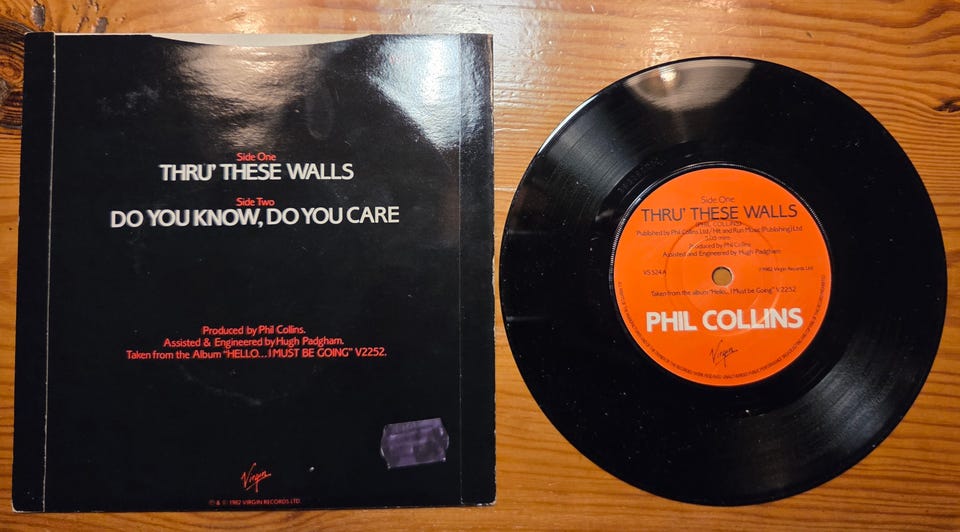 Side One
THRU' THESE WALLS
Side Two
DO YOU KNOW, DO YOU CARE
Produced by Phil Collins.
Assisted & Engineered by Hugh Padgham.
Taken from the Album "HELLO...I MUST BE GOING" V2252.
Virgin
℗ & © 1982 VIRGIN RECORDS LTD.
Side One
THRU' THESE WALLS
(PHIL COLLINS)
Published by Phil Collins Ltd / Hit and Run Music (Publishing) Ltd
Produced by Phil Collins
Assisted and Engineered by Hugh Padgham
VS 524 A
℗ 1982 Virgin Records Ltd.
Taken from the album "Hello, I Must be Going" V2252.
PHIL COLLINS
Virgin